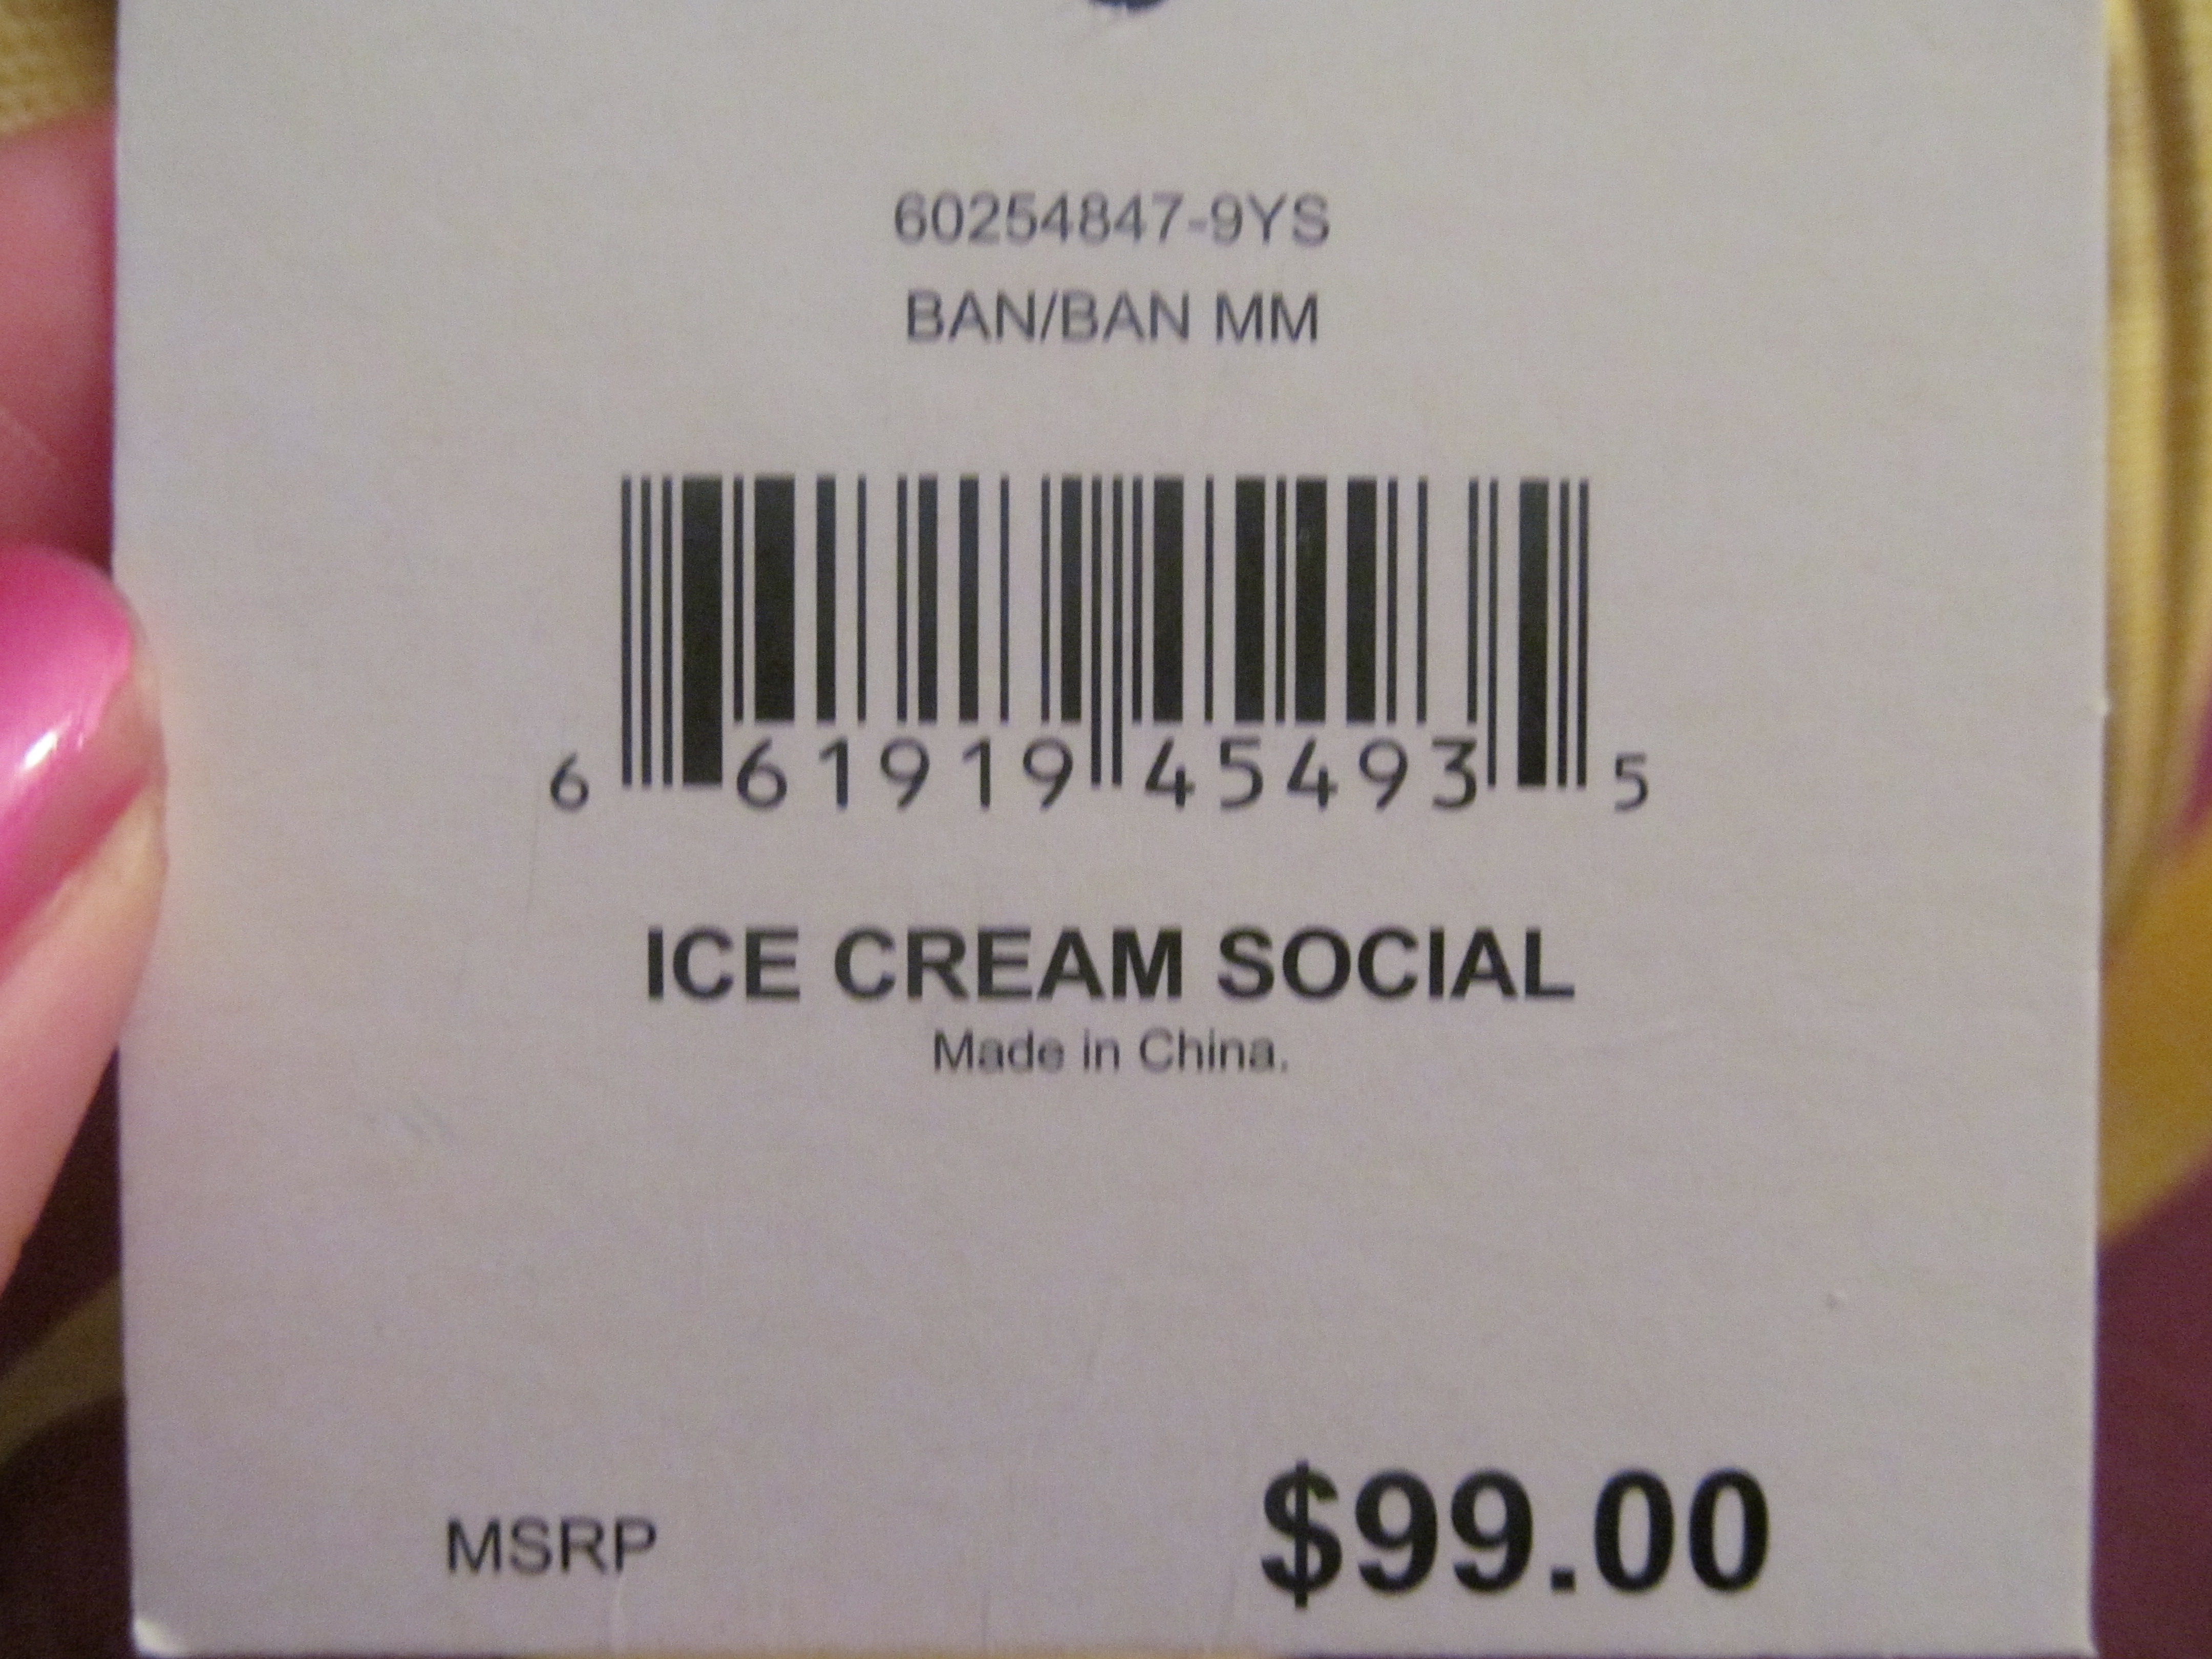 60254847-9YS
BAN/BAN MM
6 61919 45493 5
ICE CREAM SOCIAL
Made in China.
MSRP $99.00